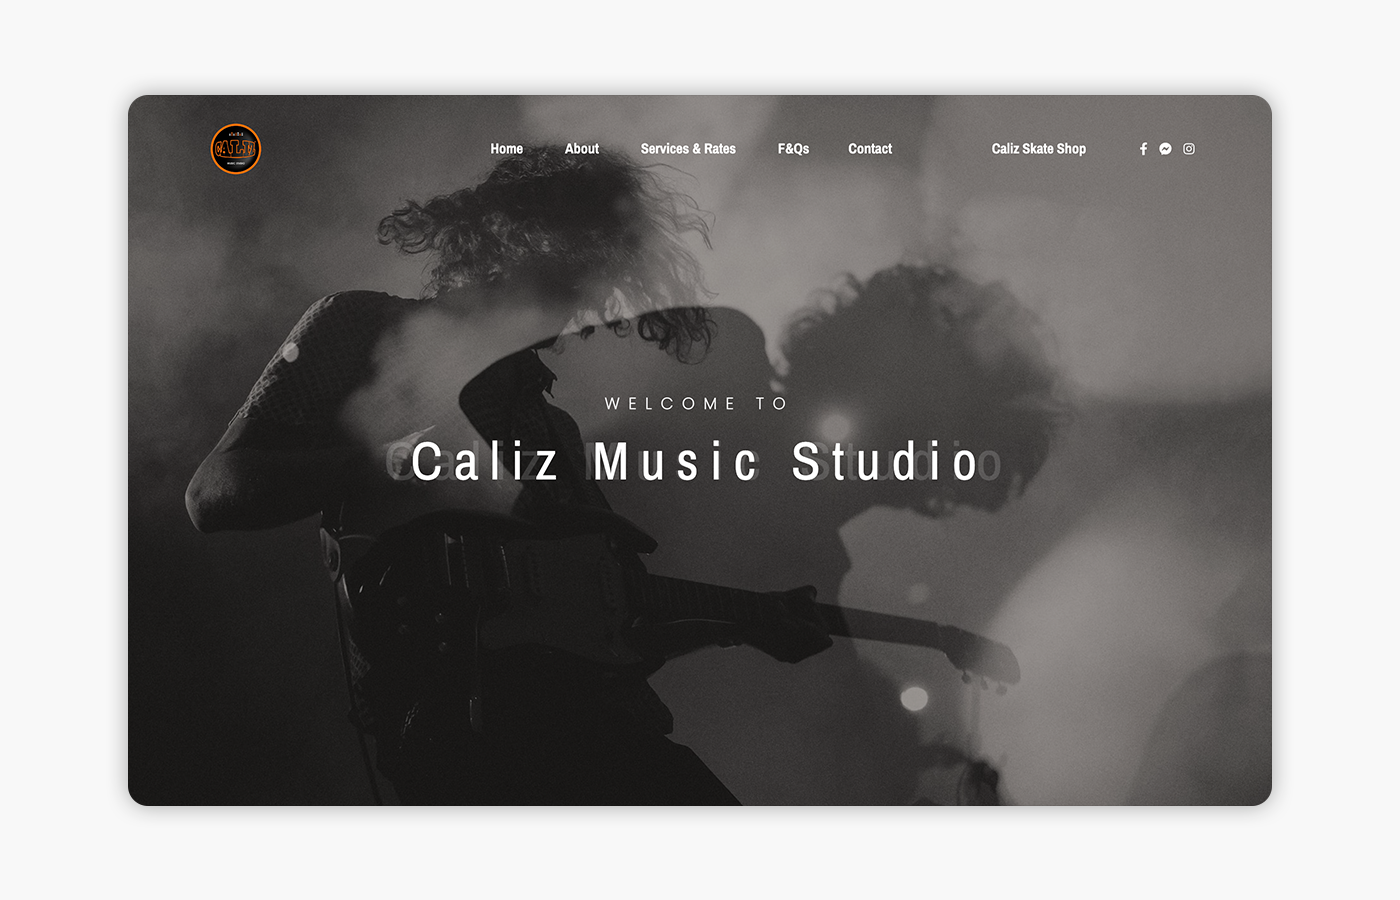 CALIZ
Home About Services & Rates F&Qs Contact Caliz Skate Shop
WELCOME TO
Caliz Music Studio